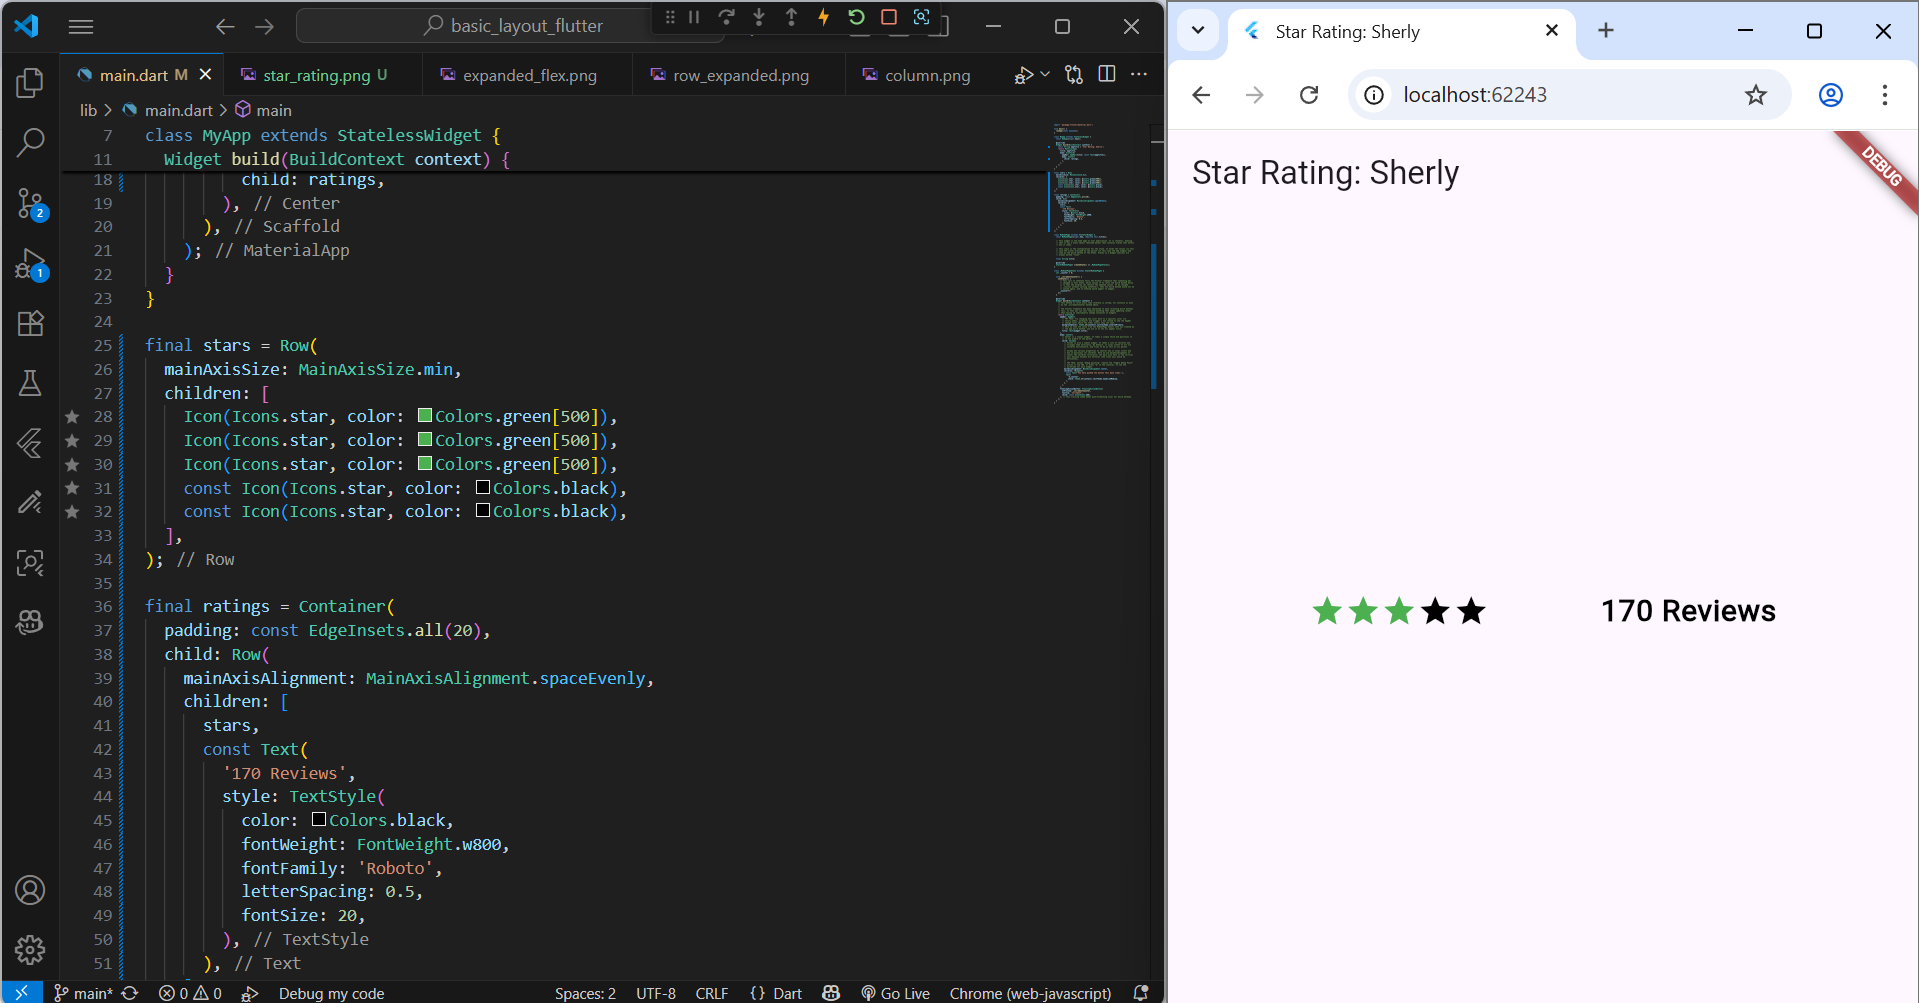 basic_layout_flutter
main.dart M
star_rating.png U
expanded_flex.png
row_expanded.png
column.png
lib > main.dart > main
7 class MyApp extends StatelessWidget {
11 Widget build(BuildContext context) {
18 child: ratings,
19 ), // Center
20 ), // Scaffold
21 ); // MaterialApp
22 }
23 }
24
25 final stars = Row(
26 mainAxisSize: MainAxisSize.min,
27 children: [
28 Icon(Icons.star, color: Colors.green[500]),
29 Icon(Icons.star, color: Colors.green[500]),
30 Icon(Icons.star, color: Colors.green[500]),
31 const Icon(Icons.star, color: Colors.black),
32 const Icon(Icons.star, color: Colors.black),
33 ],
34 ); // Row
35
36 final ratings = Container(
37 padding: const EdgeInsets.all(20),
38 child: Row(
39 mainAxisAlignment: MainAxisAlignment.spaceEvenly,
40 children: [
41 stars,
42 const Text(
43 '170 Reviews',
44 style: TextStyle(
45 color: Colors.black,
46 fontWeight: FontWeight.w800,
47 fontFamily: 'Roboto',
48 letterSpacing: 0.5,
49 fontSize: 20,
50 ), // TextStyle
51 ), // Text
2
1
main* 0 0 Debug my code Spaces: 2 UTF-8 CRLF {} Dart Go Live Chrome (web-javascript)
Star Rating: Sherly
localhost:62243
Star Rating: Sherly
DEBUG
170 Reviews